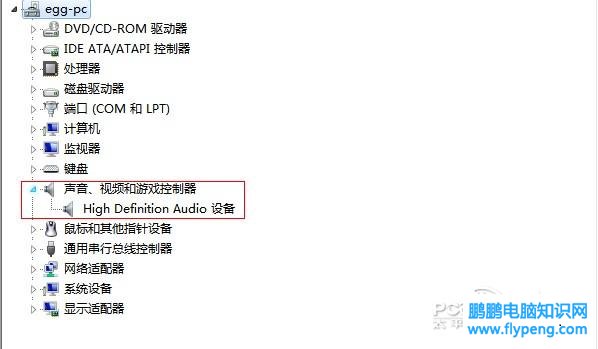 egg-pc
DVD/CD-ROM 驱动器
IDE ATA/ATAPI 控制器
处理器
磁盘驱动器
端口 (COM 和 LPT)
计算机
监视器
键盘
声音、视频和游戏控制器
High Definition Audio 设备
鼠标和其他指针设备
通用串行总线控制器
网络适配器
系统设备
显示适配器
鹏鹏电脑知识网
www.flypeng.com